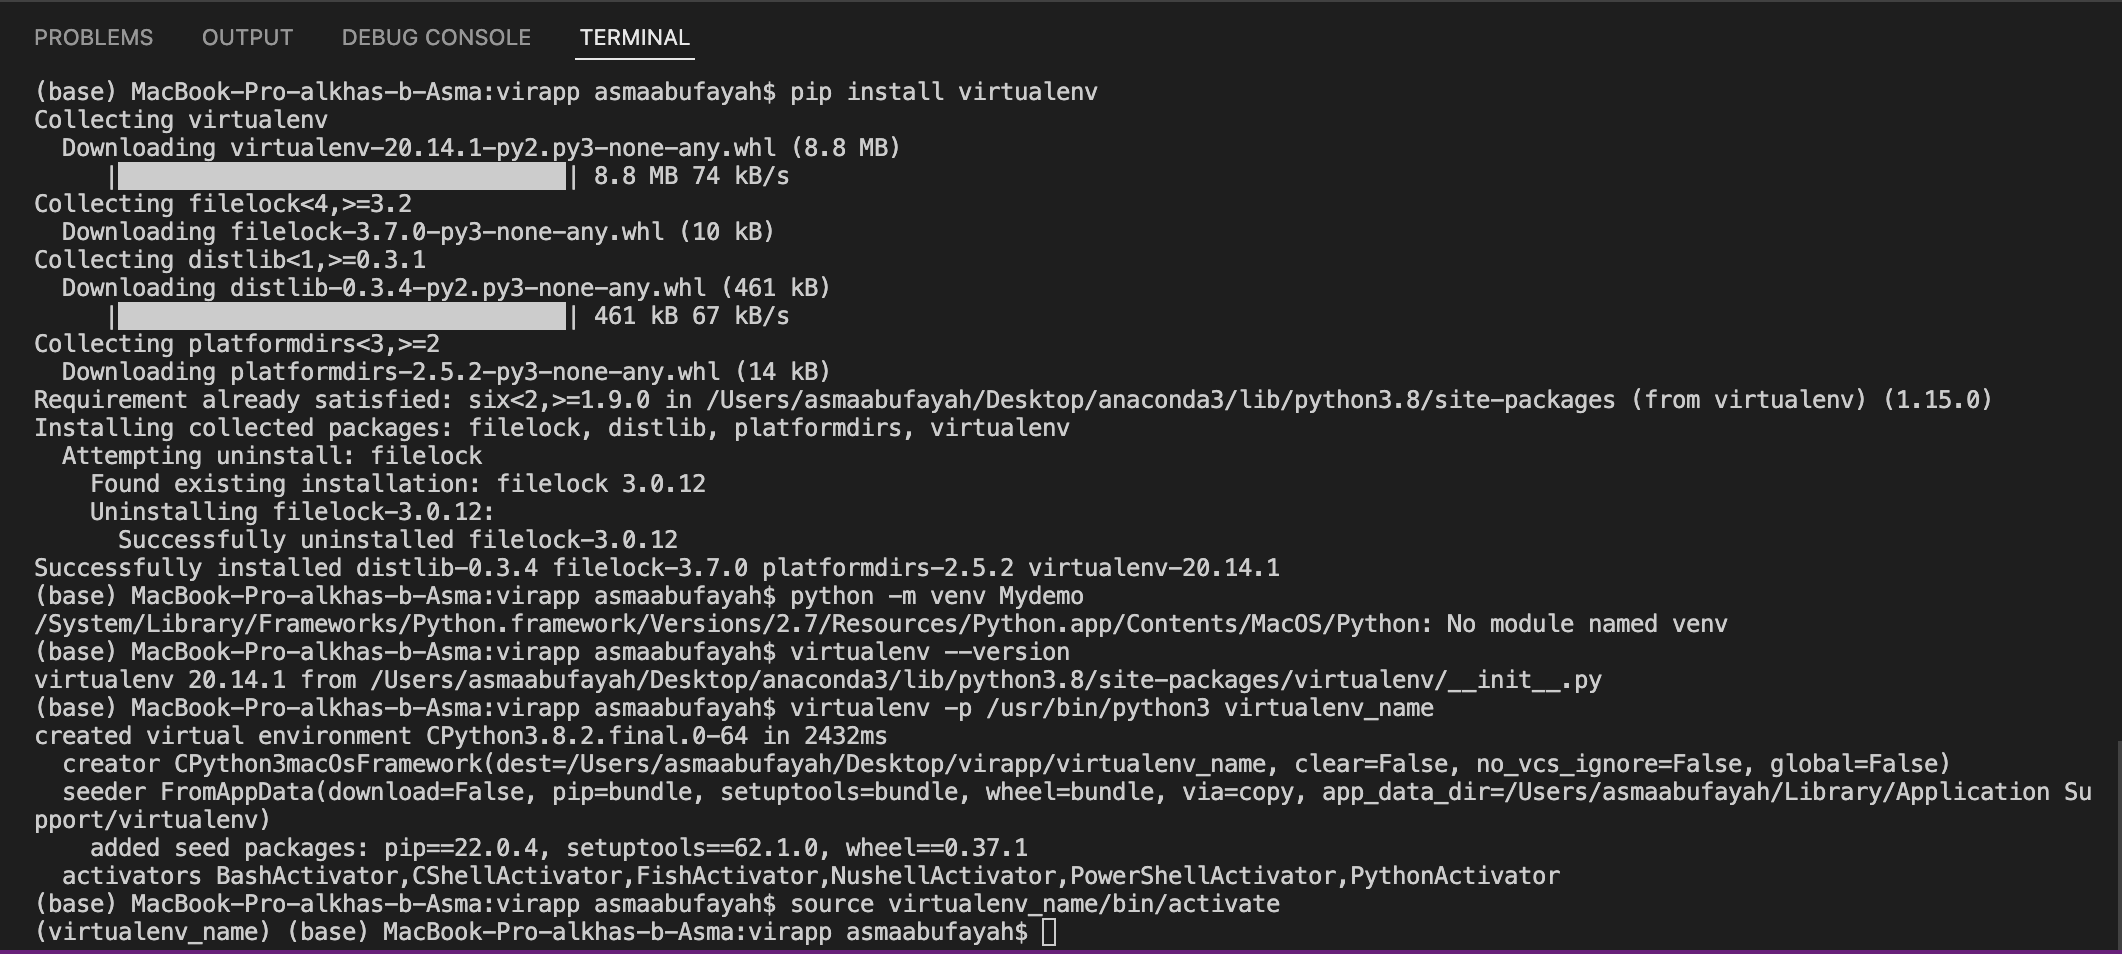 PROBLEMS OUTPUT DEBUG CONSOLE TERMINAL
(base) MacBook-Pro-alkhas-b-Asma:virapp asmaabufayah$ pip install virtualenv
Collecting virtualenv
  Downloading virtualenv-20.14.1-py2.py3-none-any.whl (8.8 MB)
     |████████████████████████████████| 8.8 MB 74 kB/s
Collecting filelock<4,>=3.2
  Downloading filelock-3.7.0-py3-none-any.whl (10 kB)
Collecting distlib<1,>=0.3.1
  Downloading distlib-0.3.4-py2.py3-none-any.whl (461 kB)
     |████████████████████████████████| 461 kB 67 kB/s
Collecting platformdirs<3,>=2
  Downloading platformdirs-2.5.2-py3-none-any.whl (14 kB)
Requirement already satisfied: six<2,>=1.9.0 in /Users/asmaabufayah/Desktop/anaconda3/lib/python3.8/site-packages (from virtualenv) (1.15.0)
Installing collected packages: filelock, distlib, platformdirs, virtualenv
  Attempting uninstall: filelock
    Found existing installation: filelock 3.0.12
    Uninstalling filelock-3.0.12:
      Successfully uninstalled filelock-3.0.12
Successfully installed distlib-0.3.4 filelock-3.7.0 platformdirs-2.5.2 virtualenv-20.14.1
(base) MacBook-Pro-alkhas-b-Asma:virapp asmaabufayah$ python -m venv Mydemo
/System/Library/Frameworks/Python.framework/Versions/2.7/Resources/Python.app/Contents/MacOS/Python: No module named venv
(base) MacBook-Pro-alkhas-b-Asma:virapp asmaabufayah$ virtualenv --version
virtualenv 20.14.1 from /Users/asmaabufayah/Desktop/anaconda3/lib/python3.8/site-packages/virtualenv/__init__.py
(base) MacBook-Pro-alkhas-b-Asma:virapp asmaabufayah$ virtualenv -p /usr/bin/python3 virtualenv_name
created virtual environment CPython3.8.2.final.0-64 in 2432ms
  creator CPython3macOsFramework(dest=/Users/asmaabufayah/Desktop/virapp/virtualenv_name, clear=False, no_vcs_ignore=False, global=False)
  seeder FromAppData(download=False, pip=bundle, setuptools=bundle, wheel=bundle, via=copy, app_data_dir=/Users/asmaabufayah/Library/Application Su
pport/virtualenv)
    added seed packages: pip==22.0.4, setuptools==62.1.0, wheel==0.37.1
  activators BashActivator,CShellActivator,FishActivator,NushellActivator,PowerShellActivator,PythonActivator
(base) MacBook-Pro-alkhas-b-Asma:virapp asmaabufayah$ source virtualenv_name/bin/activate
(virtualenv_name) (base) MacBook-Pro-alkhas-b-Asma:virapp asmaabufayah$